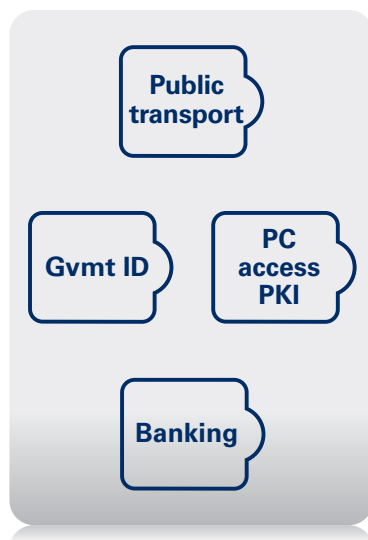 Public
transport
Gvmt ID
PC
access
PKI
Banking